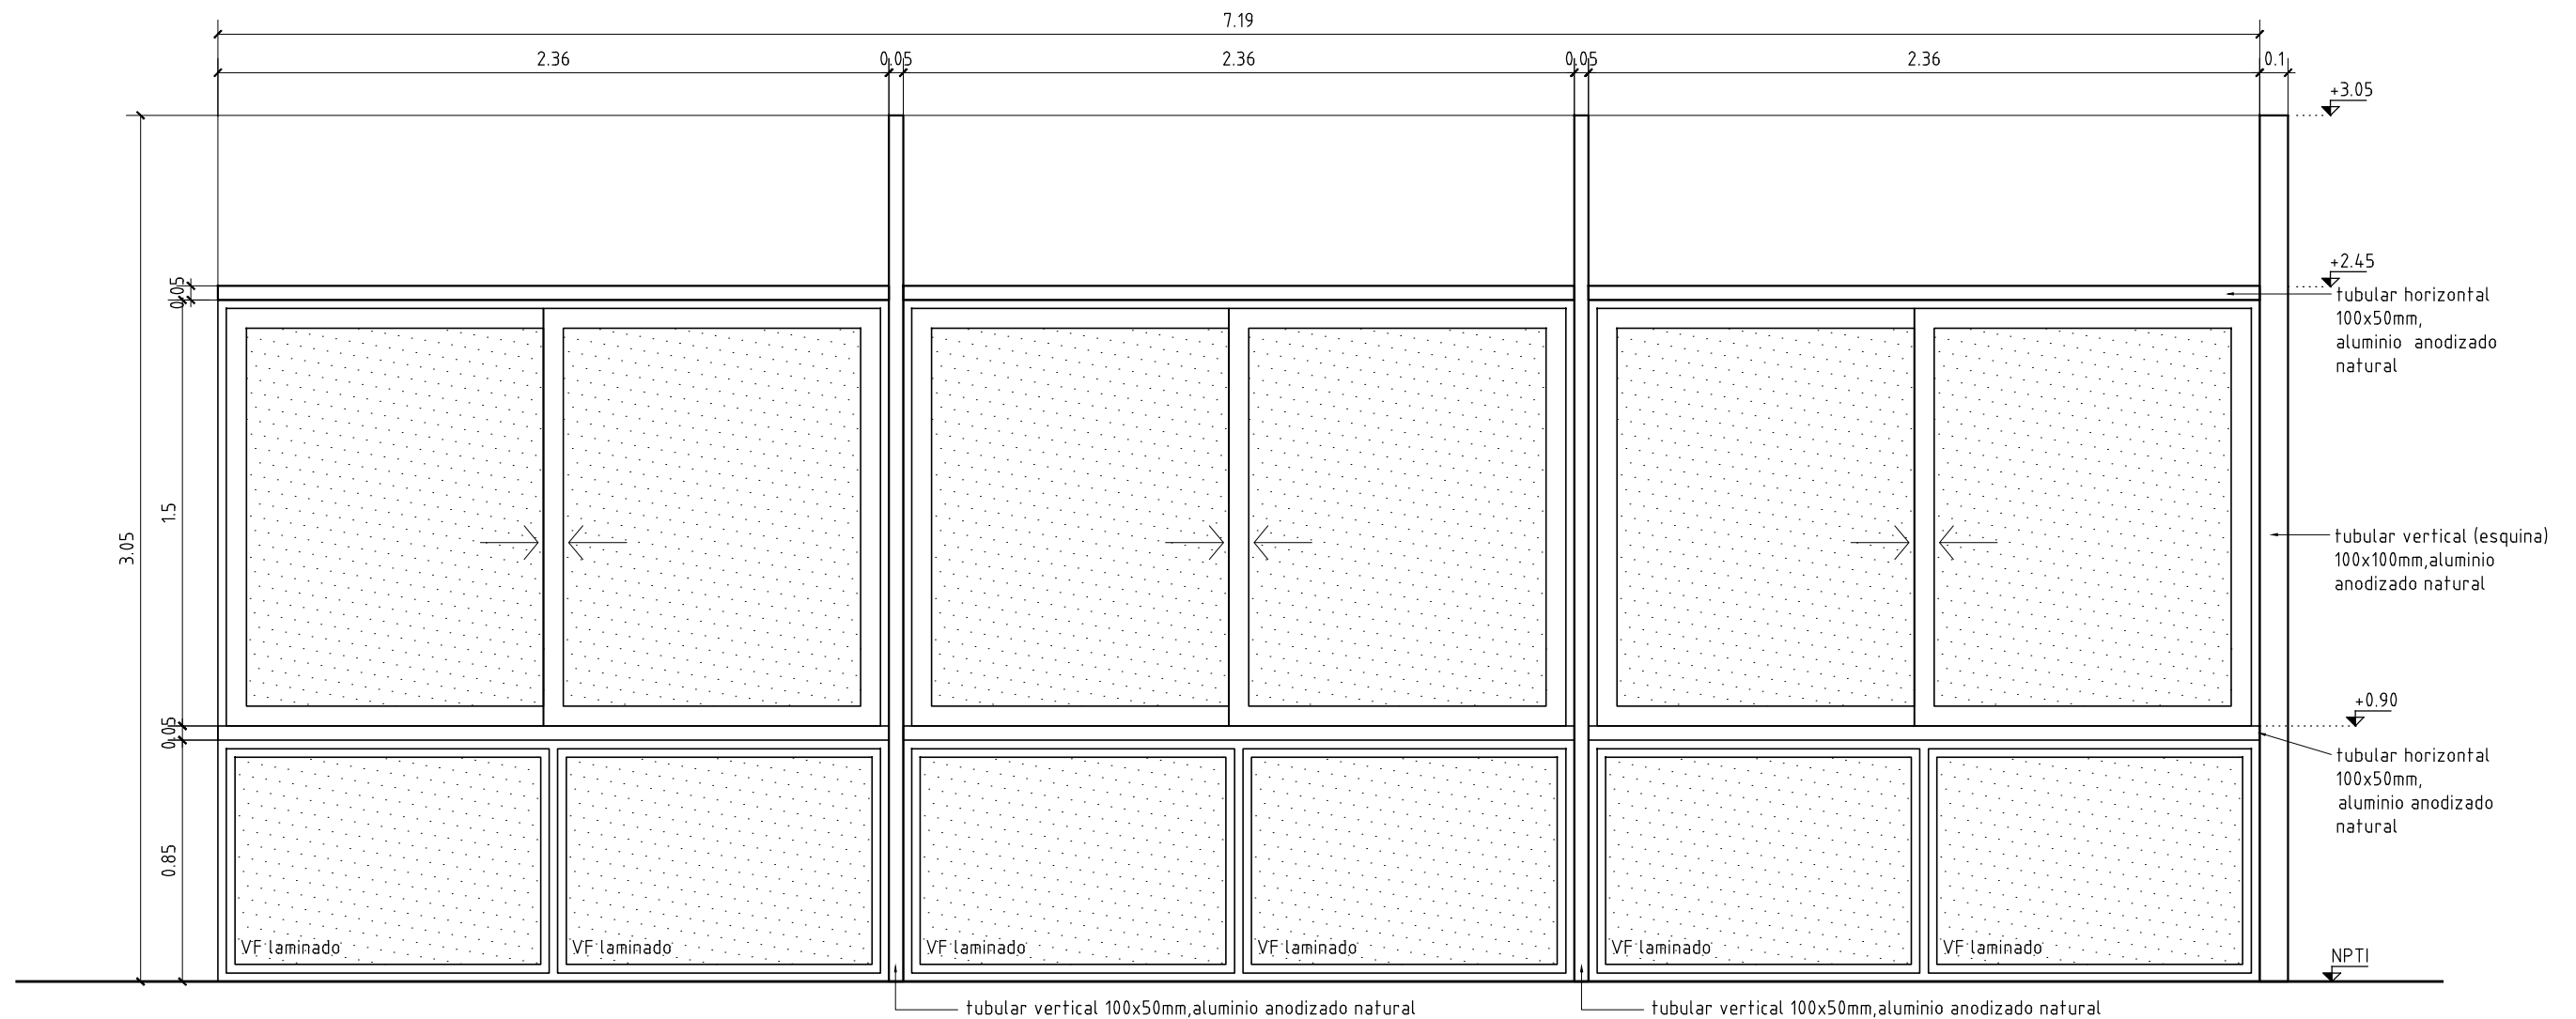 7.19
2.36
0.05
2.36
0.05
2.36
0.1
+3.05
+2.45
0.05
tubular horizontal
100x50mm,
aluminio anodizado
natural
1.5
3.05
tubular vertical (esquina)
100x100mm,aluminio
anodizado natural
+0.90
0.05
tubular horizontal
100x50mm,
aluminio anodizado
natural
0.85
VF laminado
VF laminado
VF laminado
VF laminado
VF laminado
VF laminado
NPTI
tubular vertical 100x50mm,aluminio anodizado natural
tubular vertical 100x50mm,aluminio anodizado natural